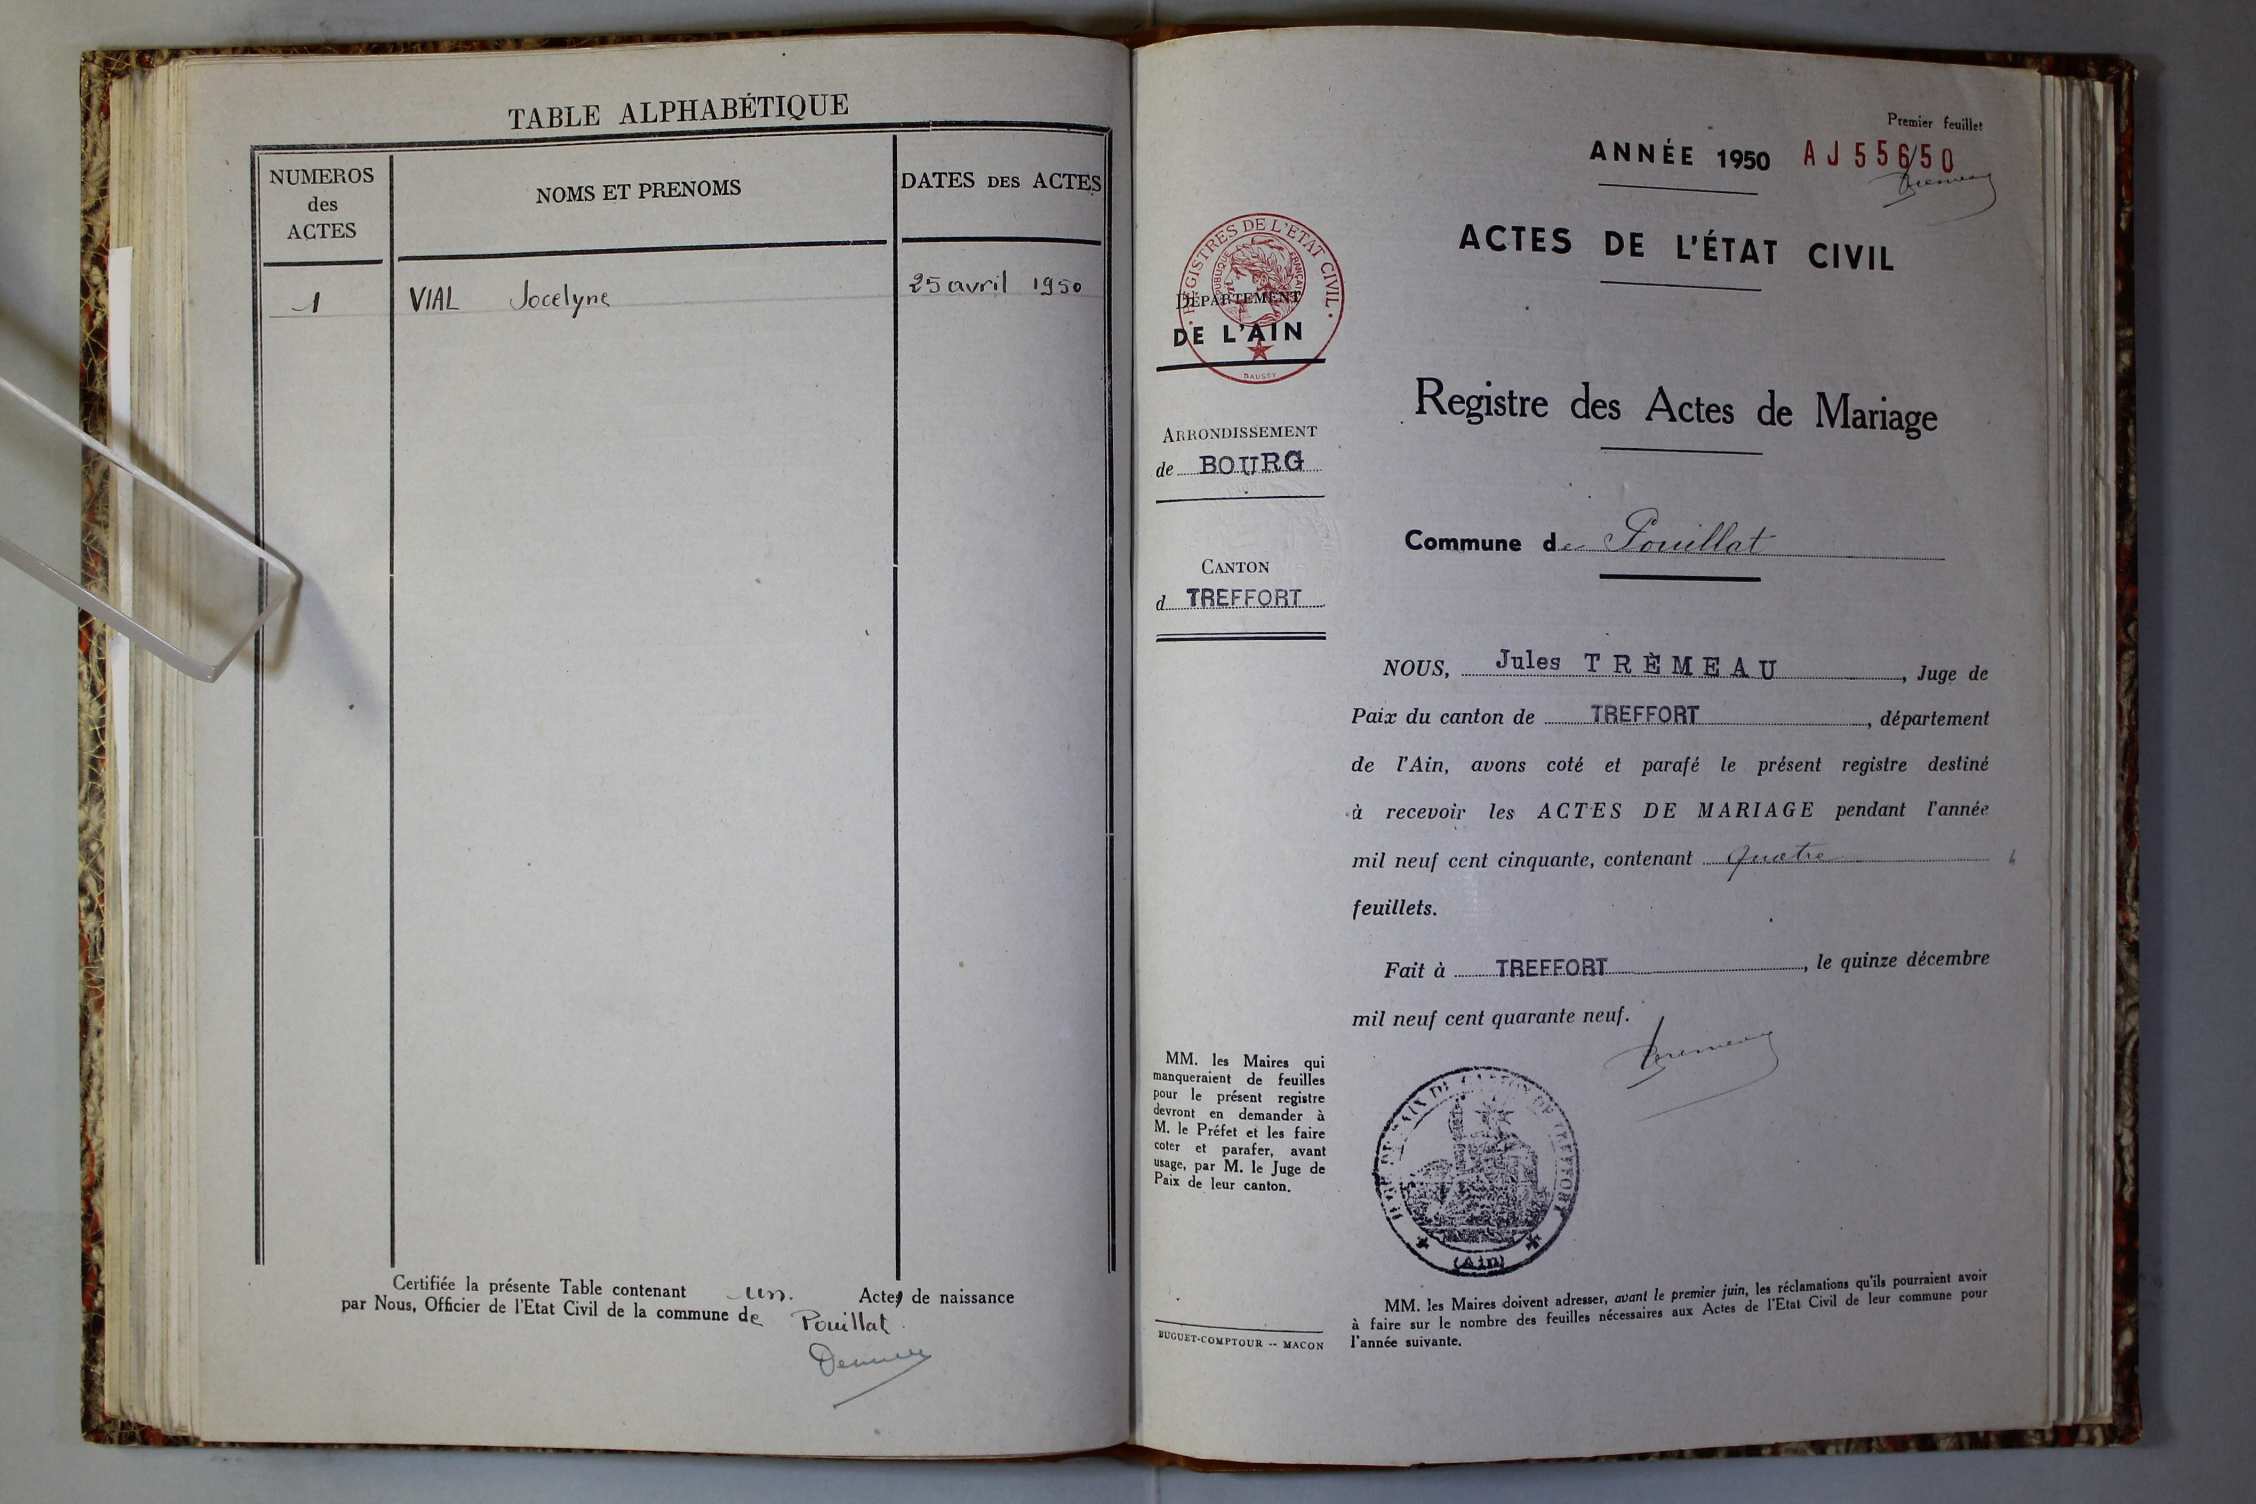 TABLE ALPHABÉTIQUE
NUMEROS
des
ACTES
NOMS ET PRENOMS
DATES DES ACTES
1 VIAL Jocelyne 25 avril 1950
Certifiée la présente Table contenant un. Actes de naissance
par Nous, Officier de l'Etat Civil de la commune de Pouillat.
Premier feuillet
ANNÉE 1950 AJ 556/50
ACTES DE L'ÉTAT CIVIL
REGISTRES DE L'ETAT CIVIL
RÉPUBLIQUE FRANÇAISE
DÉPARTEMENT
DE L'AIN
Registre des Actes de Mariage
ARRONDISSEMENT
de BOURG
Commune de Pouillat
CANTON
d TREFFORT
NOUS, Jules TRÈMEAU, Juge de
Paix du canton de TREFFORT, département
de l'Ain, avons coté et parafé le présent registre destiné
à recevoir les ACTES DE MARIAGE pendant l'année
mil neuf cent cinquante, contenant quatre
feuillets.
Fait à TREFFORT, le quinze décembre
mil neuf cent quarante neuf.
MM. les Maires qui
manqueraient de feuilles
pour le présent registre
devront en demander à
M. le Préfet et les faire
coter et parafer, avant
usage, par M. le Juge de
Paix de leur canton.
DE CANTON DE TREFFORT
(Ain)
MM. les Maires doivent adresser, avant le premier juin, les réclamations qu'ils pourraient avoir
à faire sur le nombre des feuilles nécessaires aux Actes de l'Etat Civil de leur commune pour
l'année suivante.
BUGUET-COMPTOUR -- MACON